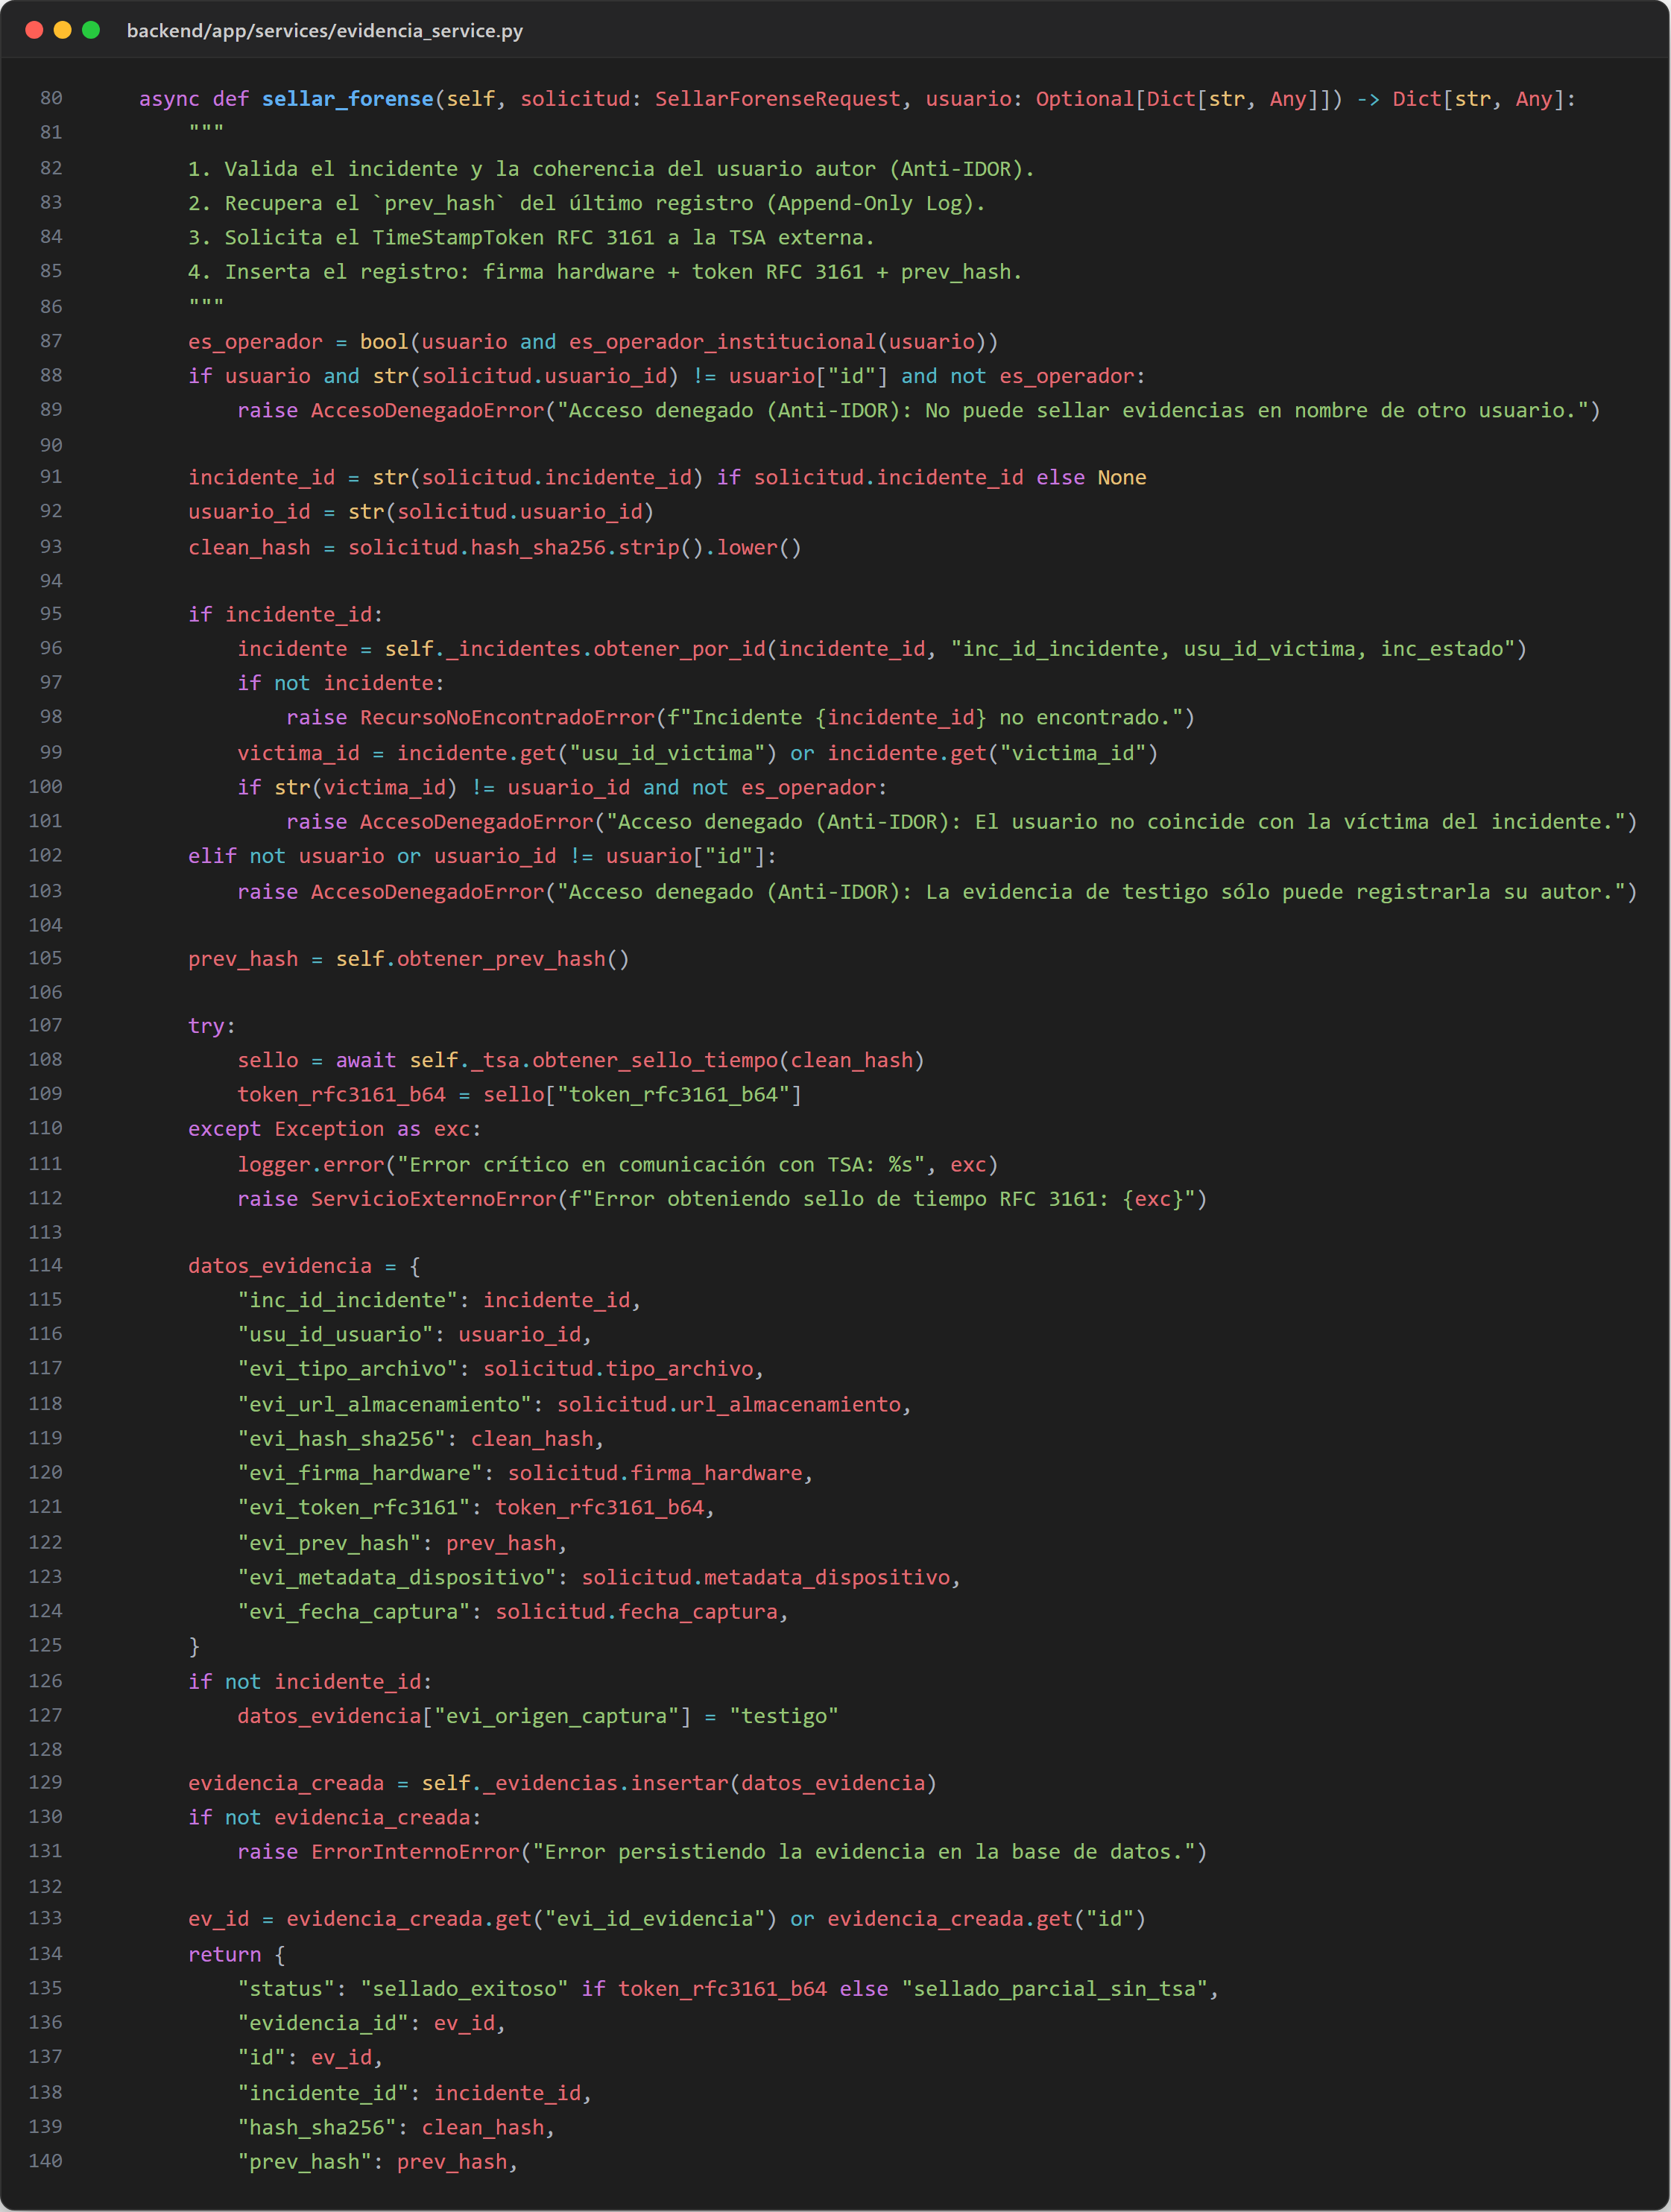 backend/app/services/evidencia_service.py
80 async def sellar_forense(self, solicitud: SellarForenseRequest, usuario: Optional[Dict[str, Any]]) -> Dict[str, Any]:
81 """
82 1. Valida el incidente y la coherencia del usuario autor (Anti-IDOR).
83 2. Recupera el `prev_hash` del último registro (Append-Only Log).
84 3. Solicita el TimeStampToken RFC 3161 a la TSA externa.
85 4. Inserta el registro: firma hardware + token RFC 3161 + prev_hash.
86 """
87 es_operador = bool(usuario and es_operador_institucional(usuario))
88 if usuario and str(solicitud.usuario_id) != usuario["id"] and not es_operador:
89 raise AccesoDenegadoError("Acceso denegado (Anti-IDOR): No puede sellar evidencias en nombre de otro usuario.")
90
91 incidente_id = str(solicitud.incidente_id) if solicitud.incidente_id else None
92 usuario_id = str(solicitud.usuario_id)
93 clean_hash = solicitud.hash_sha256.strip().lower()
94
95 if incidente_id:
96 incidente = self._incidentes.obtener_por_id(incidente_id, "inc_id_incidente, usu_id_victima, inc_estado")
97 if not incidente:
98 raise RecursoNoEncontradoError(f"Incidente {incidente_id} no encontrado.")
99 victima_id = incidente.get("usu_id_victima") or incidente.get("victima_id")
100 if str(victima_id) != usuario_id and not es_operador:
101 raise AccesoDenegadoError("Acceso denegado (Anti-IDOR): El usuario no coincide con la víctima del incidente.")
102 elif not usuario or usuario_id != usuario["id"]:
103 raise AccesoDenegadoError("Acceso denegado (Anti-IDOR): La evidencia de testigo sólo puede registrarla su autor.")
104
105 prev_hash = self.obtener_prev_hash()
106
107 try:
108 sello = await self._tsa.obtener_sello_tiempo(clean_hash)
109 token_rfc3161_b64 = sello["token_rfc3161_b64"]
110 except Exception as exc:
111 logger.error("Error crítico en comunicación con TSA: %s", exc)
112 raise ServicioExternoError(f"Error obteniendo sello de tiempo RFC 3161: {exc}")
113
114 datos_evidencia = {
115 "inc_id_incidente": incidente_id,
116 "usu_id_usuario": usuario_id,
117 "evi_tipo_archivo": solicitud.tipo_archivo,
118 "evi_url_almacenamiento": solicitud.url_almacenamiento,
119 "evi_hash_sha256": clean_hash,
120 "evi_firma_hardware": solicitud.firma_hardware,
121 "evi_token_rfc3161": token_rfc3161_b64,
122 "evi_prev_hash": prev_hash,
123 "evi_metadata_dispositivo": solicitud.metadata_dispositivo,
124 "evi_fecha_captura": solicitud.fecha_captura,
125 }
126 if not incidente_id:
127 datos_evidencia["evi_origen_captura"] = "testigo"
128
129 evidencia_creada = self._evidencias.insertar(datos_evidencia)
130 if not evidencia_creada:
131 raise ErrorInternoError("Error persistiendo la evidencia en la base de datos.")
132
133 ev_id = evidencia_creada.get("evi_id_evidencia") or evidencia_creada.get("id")
134 return {
135 "status": "sellado_exitoso" if token_rfc3161_b64 else "sellado_parcial_sin_tsa",
136 "evidencia_id": ev_id,
137 "id": ev_id,
138 "incidente_id": incidente_id,
139 "hash_sha256": clean_hash,
140 "prev_hash": prev_hash,